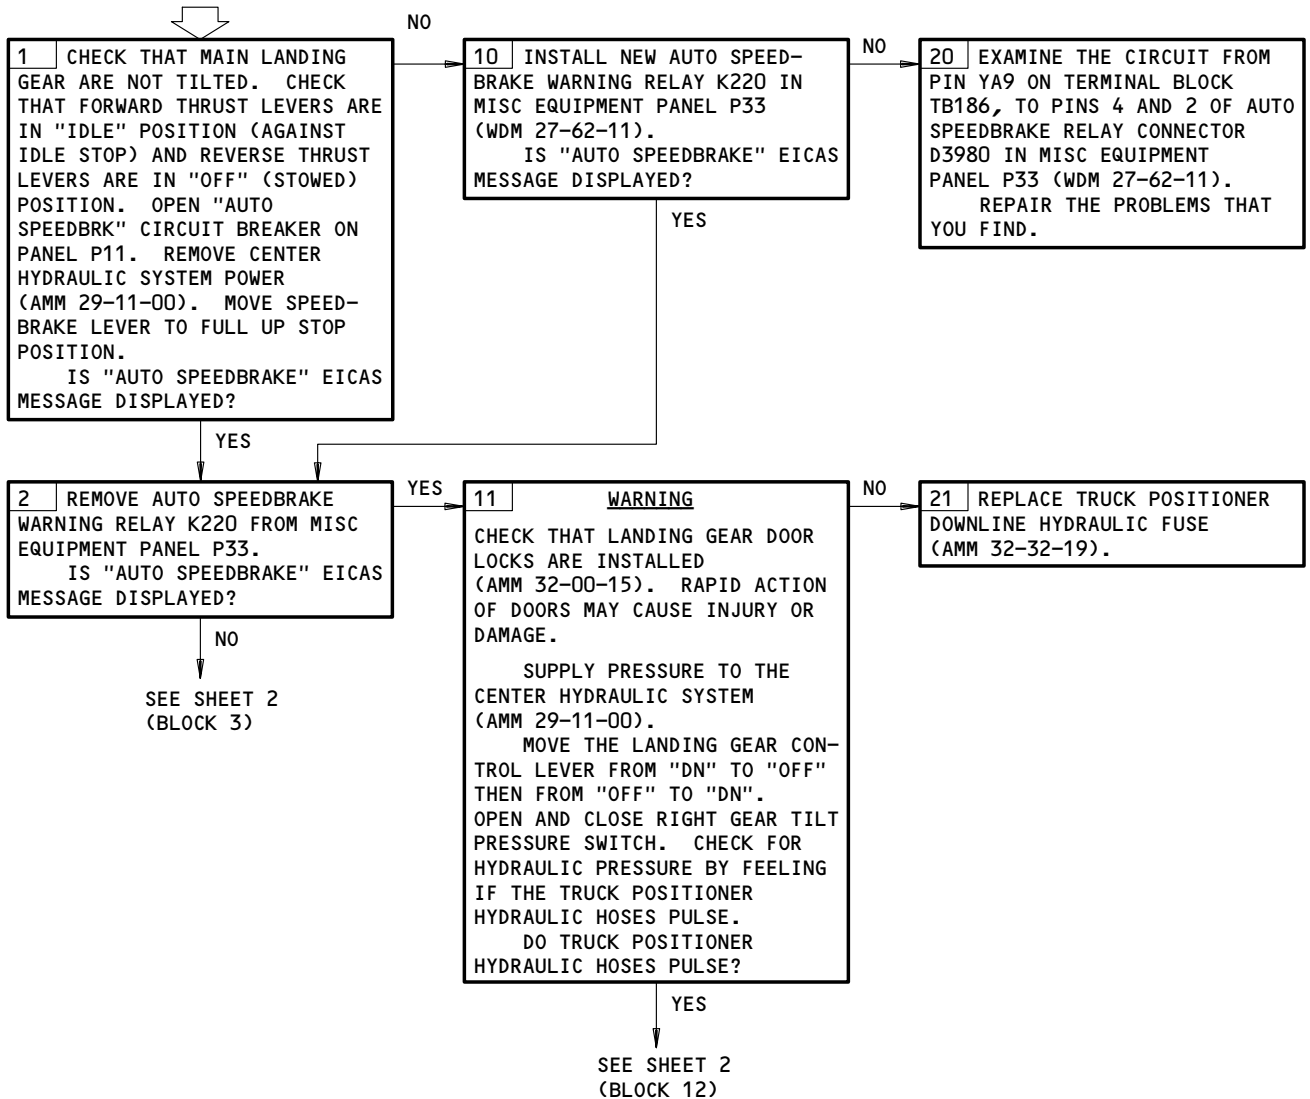 NO
1 CHECK THAT MAIN LANDING
GEAR ARE NOT TILTED. CHECK
THAT FORWARD THRUST LEVERS ARE
IN "IDLE" POSITION (AGAINST
IDLE STOP) AND REVERSE THRUST
LEVERS ARE IN "OFF" (STOWED)
POSITION. OPEN "AUTO
SPEEDBRK" CIRCUIT BREAKER ON
PANEL P11. REMOVE CENTER
HYDRAULIC SYSTEM POWER
(AMM 29-11-00). MOVE SPEED-
BRAKE LEVER TO FULL UP STOP
POSITION.
IS "AUTO SPEEDBRAKE" EICAS
MESSAGE DISPLAYED?
YES
10 INSTALL NEW AUTO SPEED-
BRAKE WARNING RELAY K220 IN
MISC EQUIPMENT PANEL P33
(WDM 27-62-11).
IS "AUTO SPEEDBRAKE" EICAS
MESSAGE DISPLAYED?
YES
NO
20 EXAMINE THE CIRCUIT FROM
PIN YA9 ON TERMINAL BLOCK
TB186, TO PINS 4 AND 2 OF AUTO
SPEEDBRAKE RELAY CONNECTOR
D3980 IN MISC EQUIPMENT
PANEL P33 (WDM 27-62-11).
REPAIR THE PROBLEMS THAT
YOU FIND.
2 REMOVE AUTO SPEEDBRAKE
WARNING RELAY K220 FROM MISC
EQUIPMENT PANEL P33.
IS "AUTO SPEEDBRAKE" EICAS
MESSAGE DISPLAYED?
NO
SEE SHEET 2
(BLOCK 3)
YES
11 WARNING
CHECK THAT LANDING GEAR DOOR
LOCKS ARE INSTALLED
(AMM 32-00-15). RAPID ACTION
OF DOORS MAY CAUSE INJURY OR
DAMAGE.
SUPPLY PRESSURE TO THE
CENTER HYDRAULIC SYSTEM
(AMM 29-11-00).
MOVE THE LANDING GEAR CON-
TROL LEVER FROM "DN" TO "OFF"
THEN FROM "OFF" TO "DN".
OPEN AND CLOSE RIGHT GEAR TILT
PRESSURE SWITCH. CHECK FOR
HYDRAULIC PRESSURE BY FEELING
IF THE TRUCK POSITIONER
HYDRAULIC HOSES PULSE.
DO TRUCK POSITIONER
HYDRAULIC HOSES PULSE?
YES
SEE SHEET 2
(BLOCK 12)
NO
21 REPLACE TRUCK POSITIONER
DOWNLINE HYDRAULIC FUSE
(AMM 32-32-19).